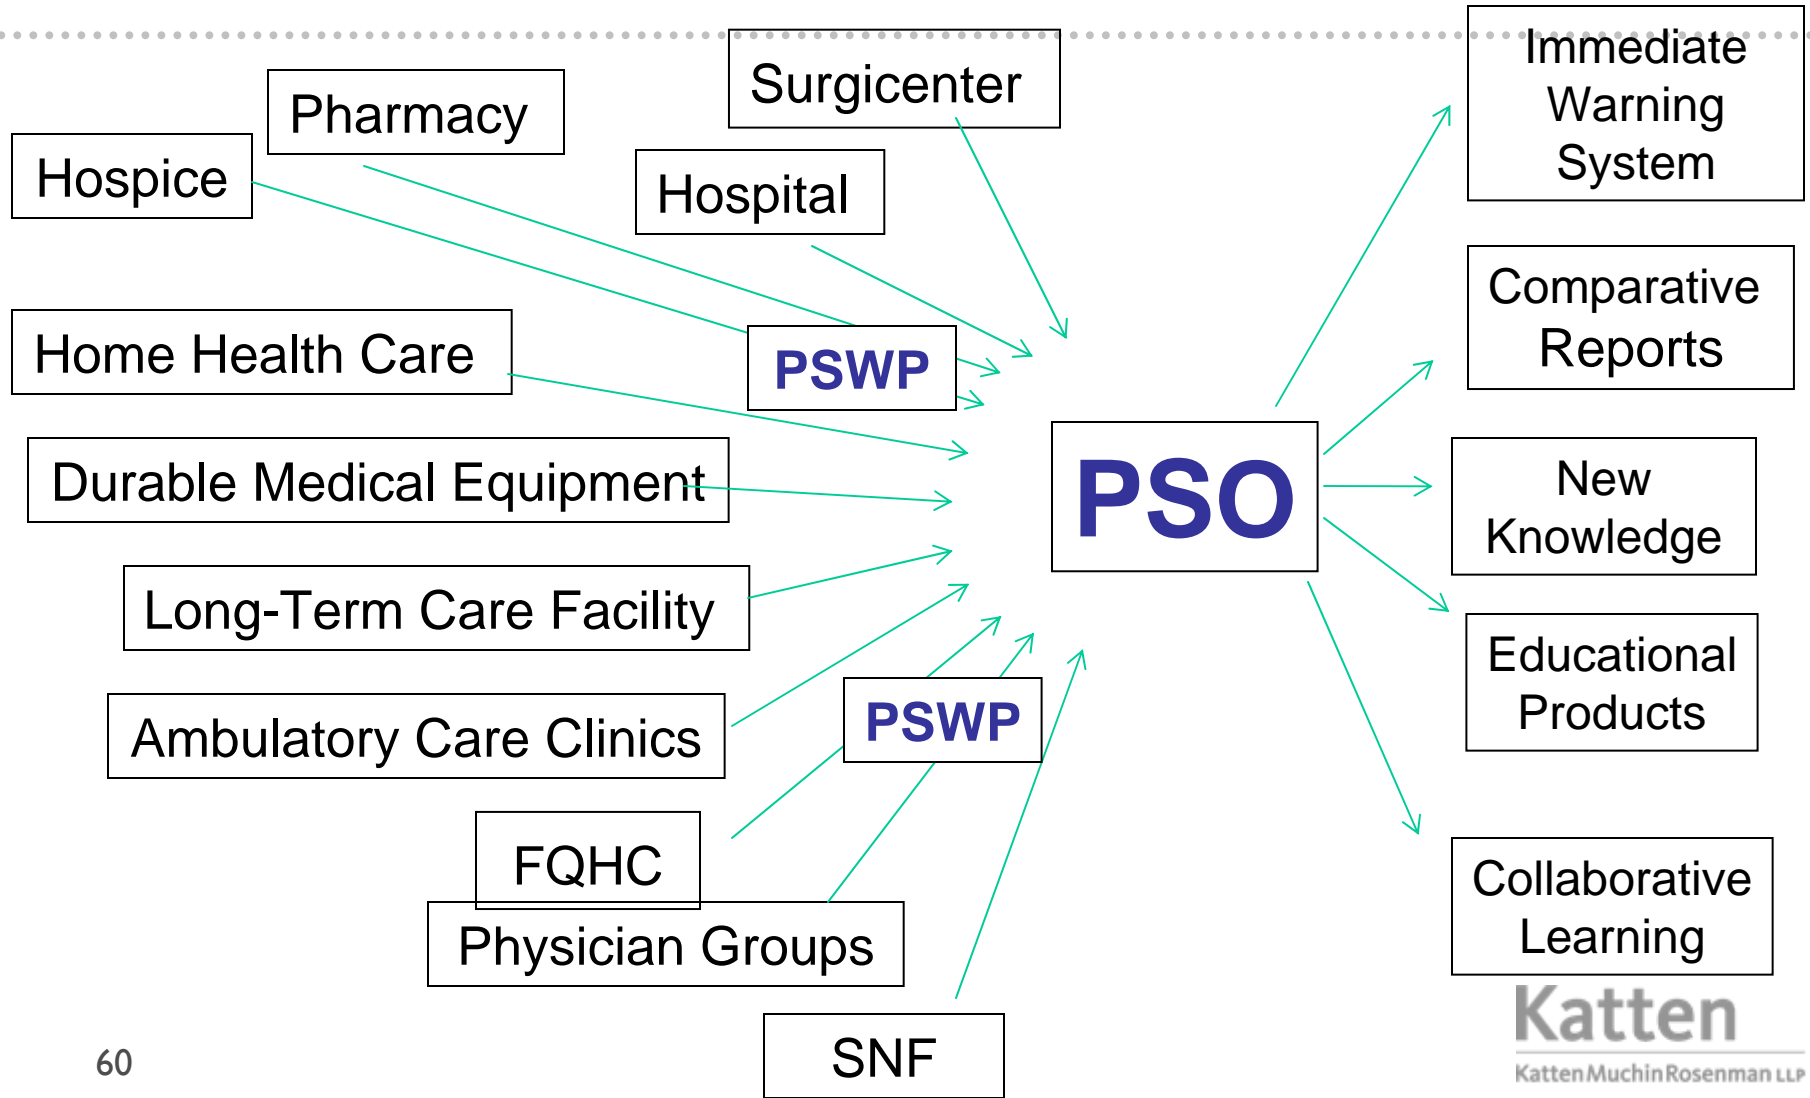 Surgicenter
Pharmacy
Hospice
Hospital
Home Health Care
PSWP
Durable Medical Equipment
Long-Term Care Facility
Ambulatory Care Clinics
PSWP
FQHC
Physician Groups
SNF
PSO
Immediate
Warning
System
Comparative
Reports
New
Knowledge
Educational
Products
Collaborative
Learning
60
Katten
KattenMuchinRosenman LLP